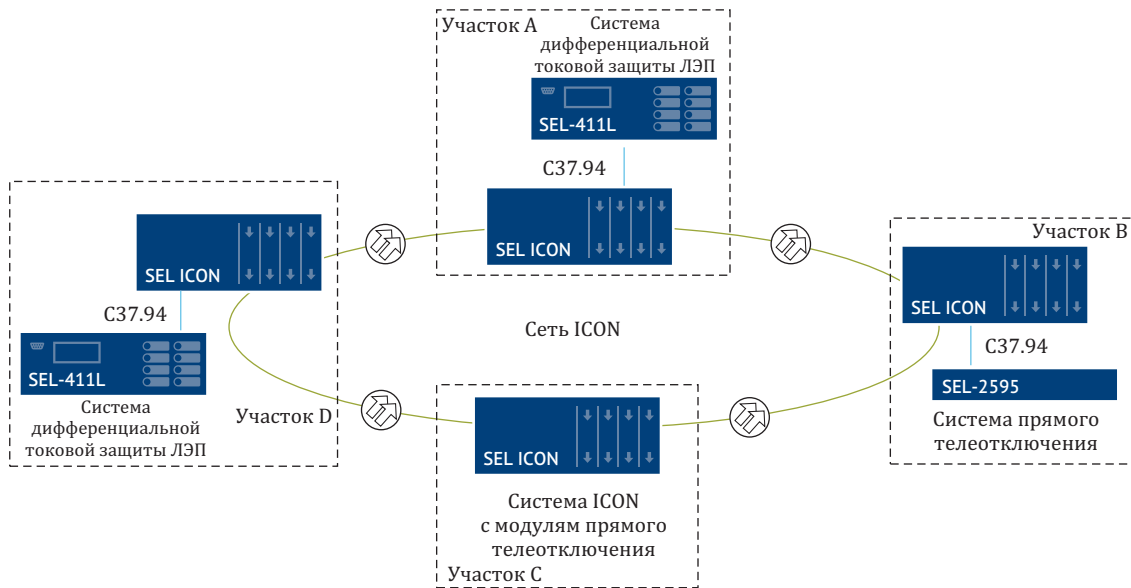 Участок A
Система
дифференциальной
токовой защиты ЛЭП
SEL-411L
C37.94
SEL ICON
SEL ICON
C37.94
SEL-411L
Система
дифференциальной
токовой защиты ЛЭП
Участок D
Сеть ICON
Участок B
SEL ICON
C37.94
SEL-2595
Система прямого
телеотключения
SEL ICON
Система ICON
с модулям прямого
телеотключения
Участок C